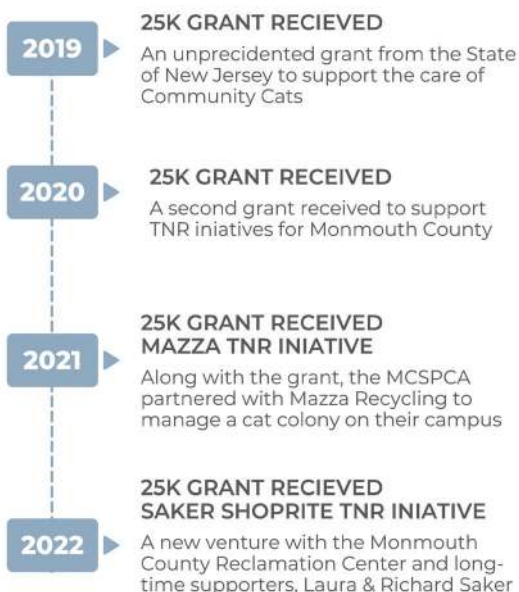 2019
25K GRANT RECIEVED
An unprecidented grant from the State
of New Jersey to support the care of
Community Cats
2020
25K GRANT RECEIVED
A second grant received to support
TNR iniatives for Monmouth County
2021
25K GRANT RECEIVED
MAZZA TNR INIATIVE
Along with the grant, the MCSPCA
partnered with Mazza Recycling to
manage a cat colony on their campus
2022
25K GRANT RECIEVED
SAKER SHOPRITE TNR INIATIVE
A new venture with the Monmouth
County Reclamation Center and long-
time supporters, Laura & Richard Saker